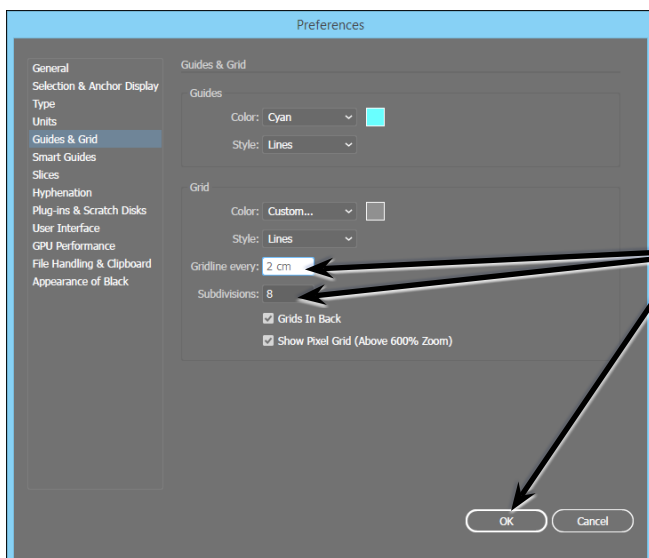 Preferences
General
Selection & Anchor Display
Type
Units
Guides & Grid
Smart Guides
Slices
Hyphenation
Plug-ins & Scratch Disks
User Interface
GPU Performance
File Handling & Clipboard
Appearance of Black
Guides & Grid
Guides
Color: Cyan
Style: Lines
Grid
Color: Custom...
Style: Lines
Gridline every: 2 cm
Subdivisions: 8
Grids In Back
Show Pixel Grid (Above 600% Zoom)
OK
Cancel